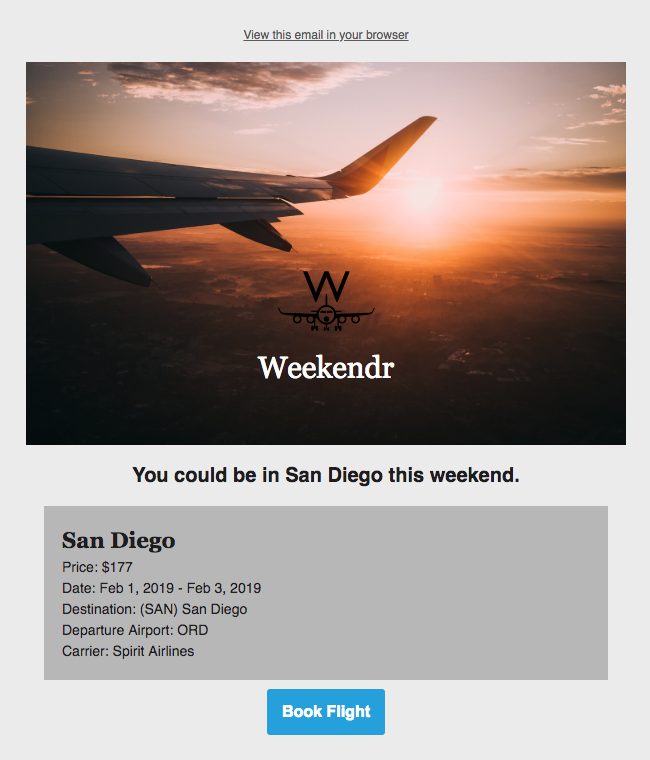 View this email in your browser
W
Weekendr
You could be in San Diego this weekend.
San Diego
Price: $177
Date: Feb 1, 2019 - Feb 3, 2019
Destination: (SAN) San Diego
Departure Airport: ORD
Carrier: Spirit Airlines
Book Flight